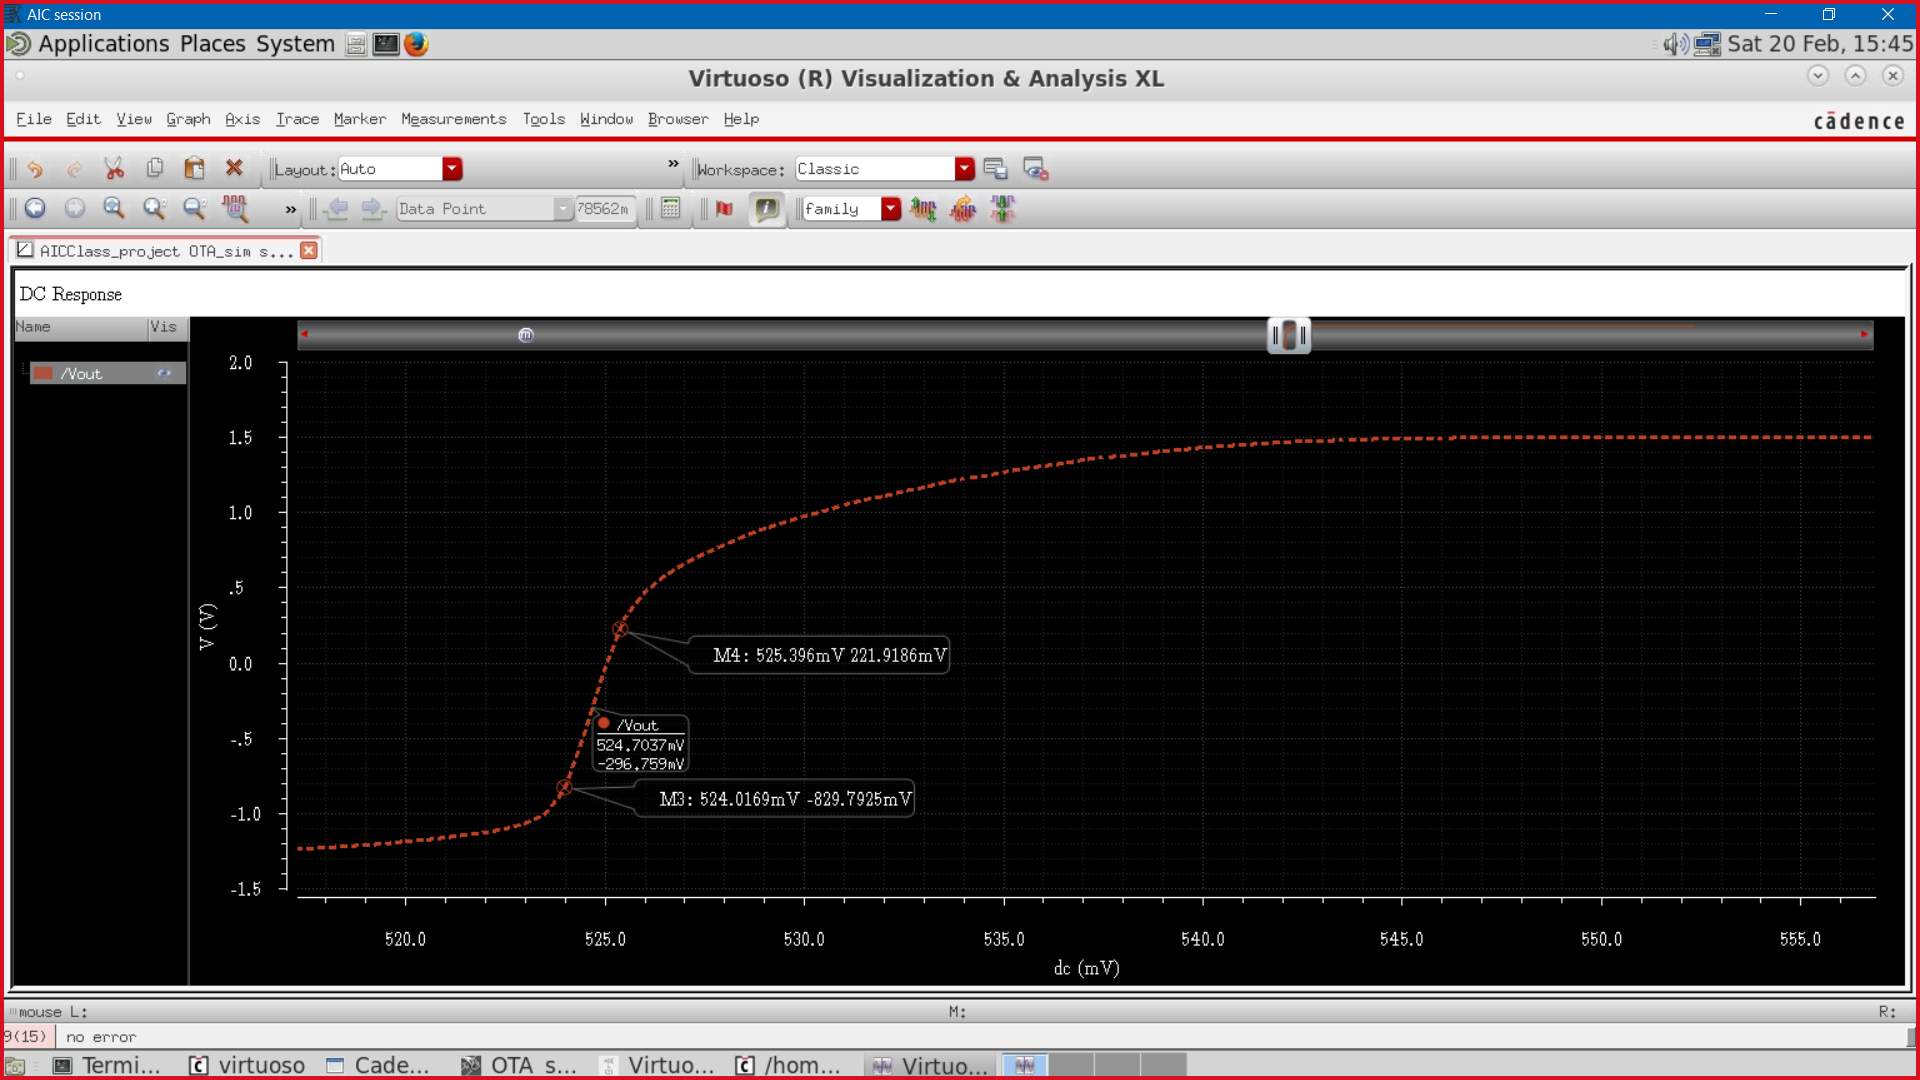 AIC session
Applications Places System
Sat 20 Feb, 15:45
Virtuoso (R) Visualization & Analysis XL
File Edit View Graph Axis Trace Marker Measurements Tools Window Browser Help
cādence
Layout: Auto
»
Workspace: Classic
»
Data Point
78562m
family
AICClass_project OTA_sim s...
DC Response
Name Vis
/Vout
2.0
1.5
1.0
.5
0.0
-.5
-1.0
-1.5
V (V)
M4: 525.396mV 221.9186mV
/Vout
524.7037mV
-296.759mV
M3: 524.0169mV -829.7925mV
520.0 525.0 530.0 535.0 540.0 545.0 550.0 555.0
dc (mV)
mouse L: M: R:
9(15) no error
Termi... virtuoso Cade... OTA s... Virtuo... /hom... Virtuo...